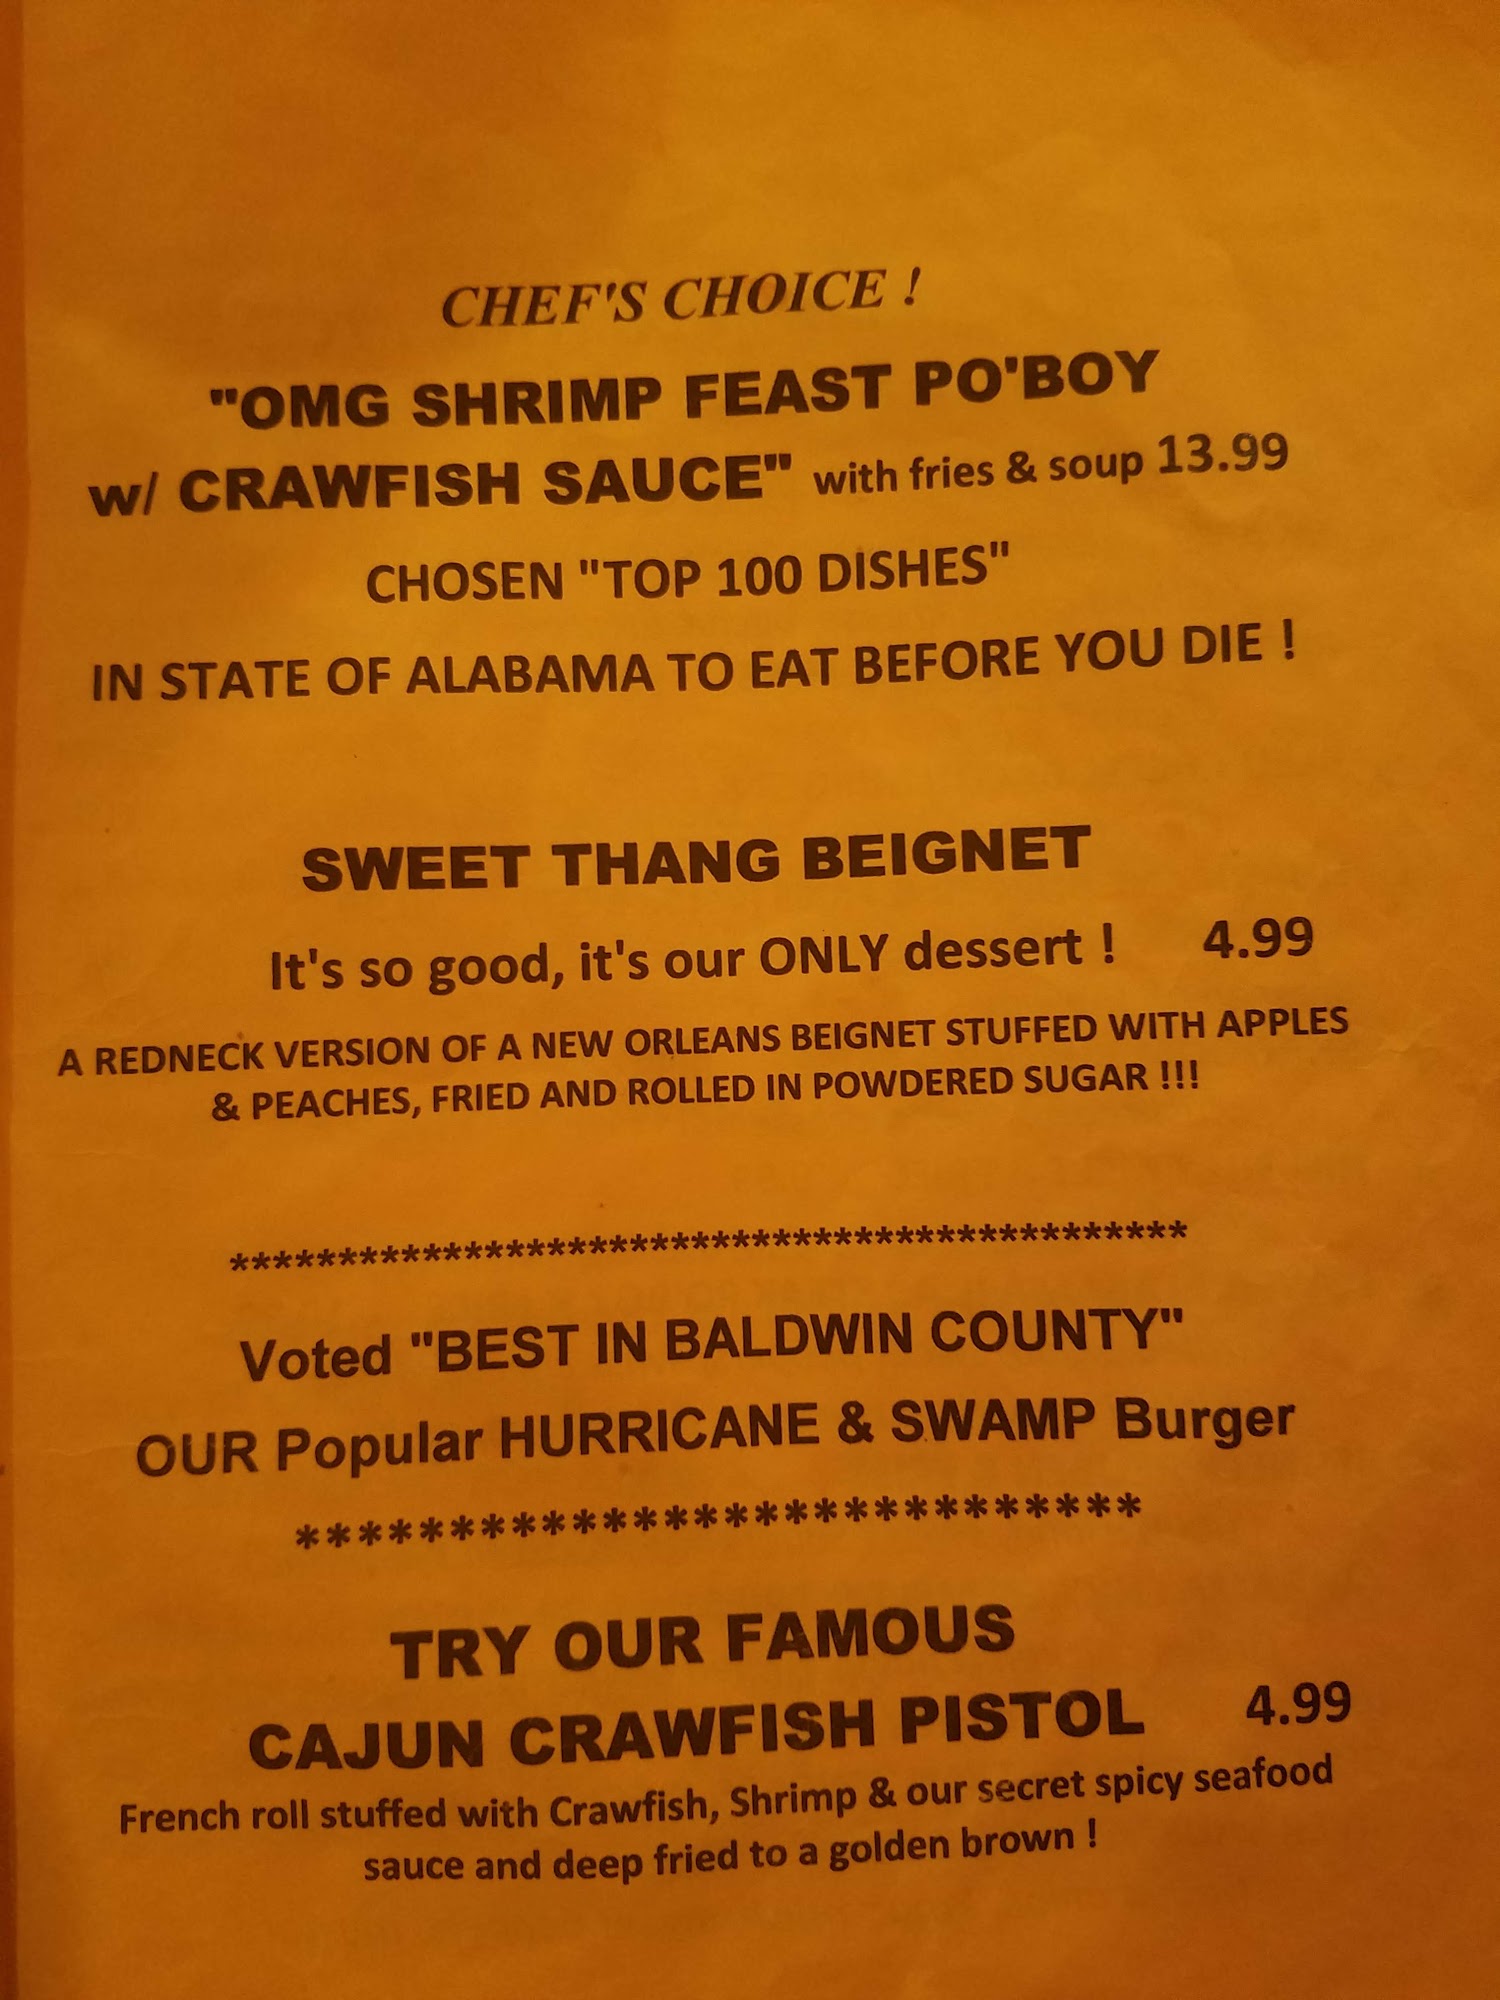 CHEF'S CHOICE !
"OMG SHRIMP FEAST PO'BOY
w/ CRAWFISH SAUCE" with fries & soup 13.99
CHOSEN "TOP 100 DISHES"
IN STATE OF ALABAMA TO EAT BEFORE YOU DIE !
SWEET THANG BEIGNET
It's so good, it's our ONLY dessert ! 4.99
A REDNECK VERSION OF A NEW ORLEANS BEIGNET STUFFED WITH APPLES
& PEACHES, FRIED AND ROLLED IN POWDERED SUGAR !!!
*********************************************
Voted "BEST IN BALDWIN COUNTY"
OUR Popular HURRICANE & SWAMP Burger
****************************
TRY OUR FAMOUS
CAJUN CRAWFISH PISTOL 4.99
French roll stuffed with Crawfish, Shrimp & our secret spicy seafood
sauce and deep fried to a golden brown !